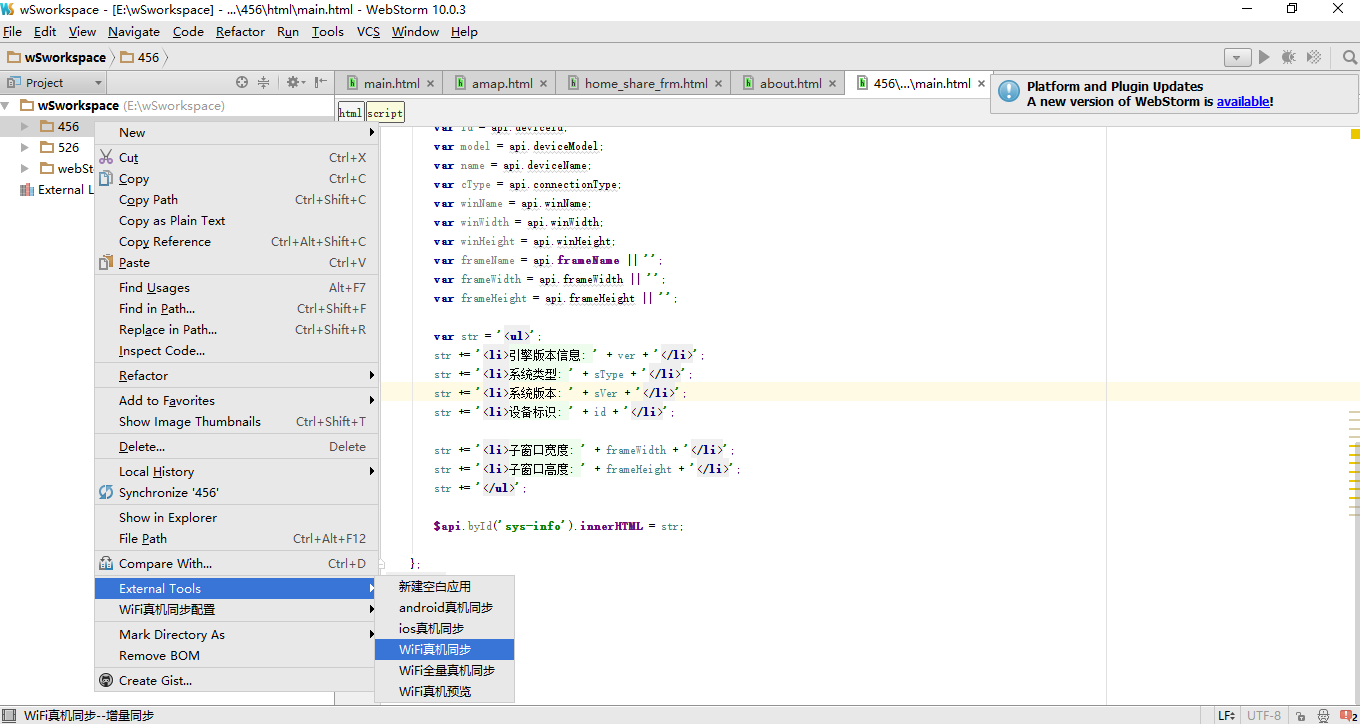 wSworkspace - [E:\wSworkspace] - ...\456\html\main.html - WebStorm 10.0.3
File Edit View Navigate Code Refactor Run Tools VCS Window Help
wSworkspace 456
Project
main.html amap.html home_share_frm.html about.html 456\...\main.html
Platform and Plugin Updates
A new version of WebStorm is available!
wSworkspace (E:\wSworkspace)
456
526
webSt
External L
html script
New
Cut Ctrl+X
Copy Ctrl+C
Copy Path Ctrl+Shift+C
Copy as Plain Text
Copy Reference Ctrl+Alt+Shift+C
Paste Ctrl+V
Find Usages Alt+F7
Find in Path... Ctrl+Shift+F
Replace in Path... Ctrl+Shift+R
Inspect Code...
Refactor
Add to Favorites
Show Image Thumbnails Ctrl+Shift+T
Delete... Delete
Local History
Synchronize '456'
Show in Explorer
File Path Ctrl+Alt+F12
Compare With... Ctrl+D
External Tools
WiFi真机同步配置
Mark Directory As
Remove BOM
Create Gist...
新建空白应用
android真机同步
ios真机同步
WiFi真机同步
WiFi全量真机同步
WiFi真机预览
var id = api.deviceId;
var model = api.deviceModel;
var name = api.deviceName;
var cType = api.connectionType;
var winName = api.winName;
var winWidth = api.winWidth;
var winHeight = api.winHeight;
var frameName = api.frameName || '';
var frameWidth = api.frameWidth || '';
var frameHeight = api.frameHeight || '';
var str = '<ul>';
str += '<li>引擎版本信息: ' + ver + '</li>';
str += '<li>系统类型: ' + sType + '</li>';
str += '<li>系统版本: ' + sVer + '</li>';
str += '<li>设备标识: ' + id + '</li>';
str += '<li>子窗口宽度: ' + frameWidth + '</li>';
str += '<li>子窗口高度: ' + frameHeight + '</li>';
str += '</ul>';
$api.byId('sys-info').innerHTML = str;
};
WiFi真机同步--增量同步
LF UTF-8 2